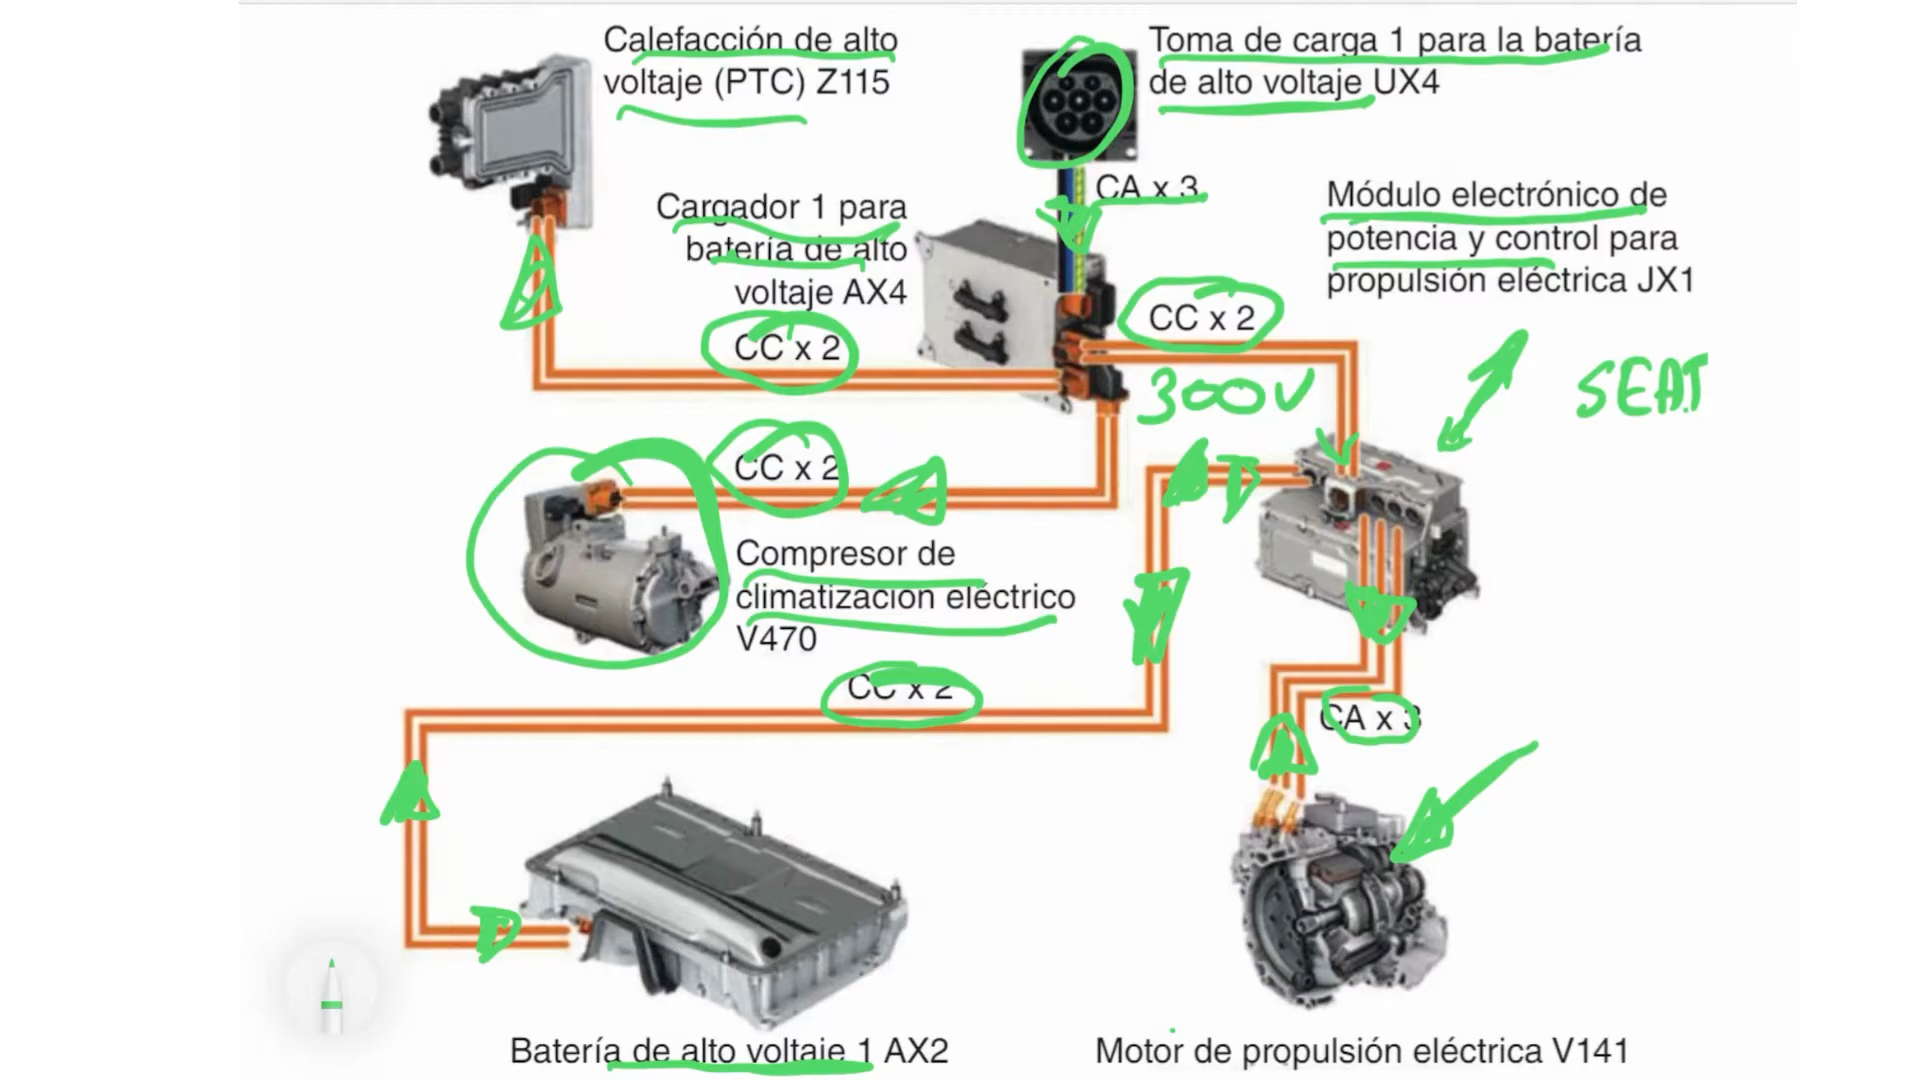 Calefacción de alto
voltaje (PTC) Z115
Toma de carga 1 para la batería
de alto voltaje UX4
CA x 3
Cargador 1 para
batería de alto
voltaje AX4
Módulo electrónico de
potencia y control para
propulsión eléctrica JX1
CC x 2
CC x 2
300V
SEAT
CC x 2
Compresor de
climatización eléctrico
V470
CC x 2
CA x 3
Batería de alto voltaje 1 AX2
Motor de propulsión eléctrica V141